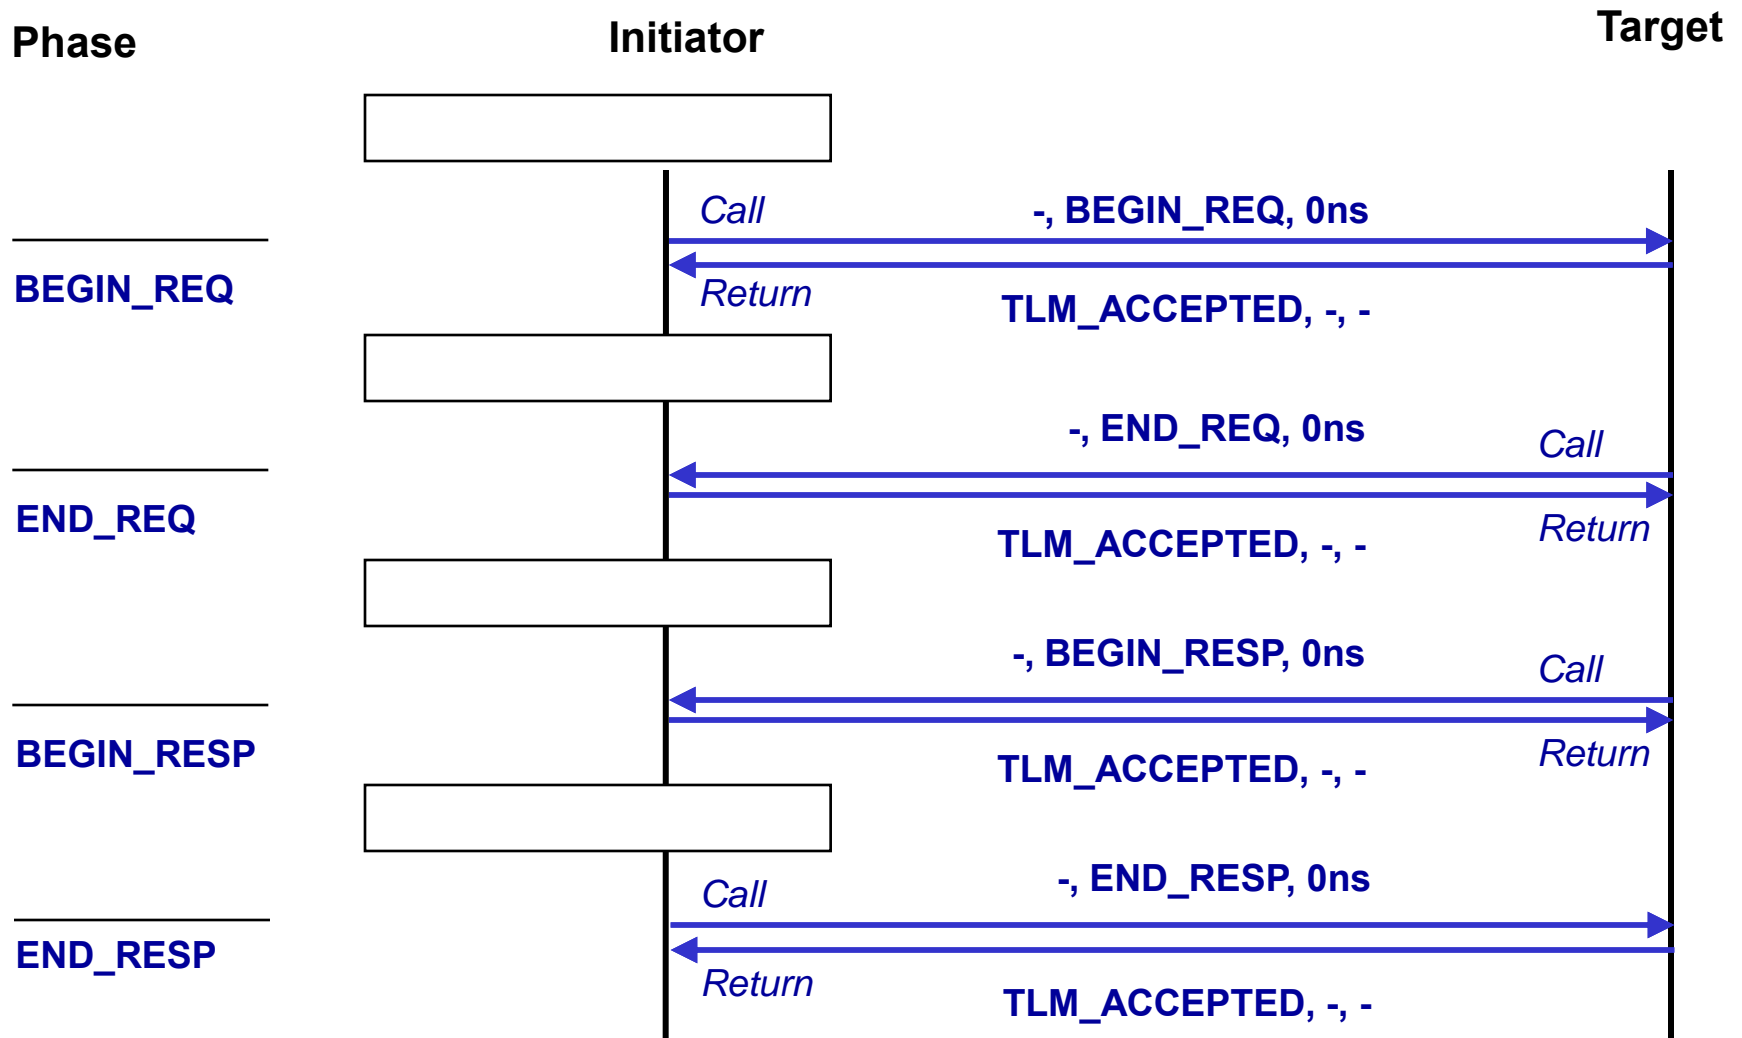 Phase
Initiator
Target
Call
-, BEGIN_REQ, 0ns
BEGIN_REQ
Return
TLM_ACCEPTED, -, -
-, END_REQ, 0ns
Call
END_REQ
TLM_ACCEPTED, -, -
Return
-, BEGIN_RESP, 0ns
Call
BEGIN_RESP
TLM_ACCEPTED, -, -
Return
Call
-, END_RESP, 0ns
END_RESP
Return
TLM_ACCEPTED, -, -